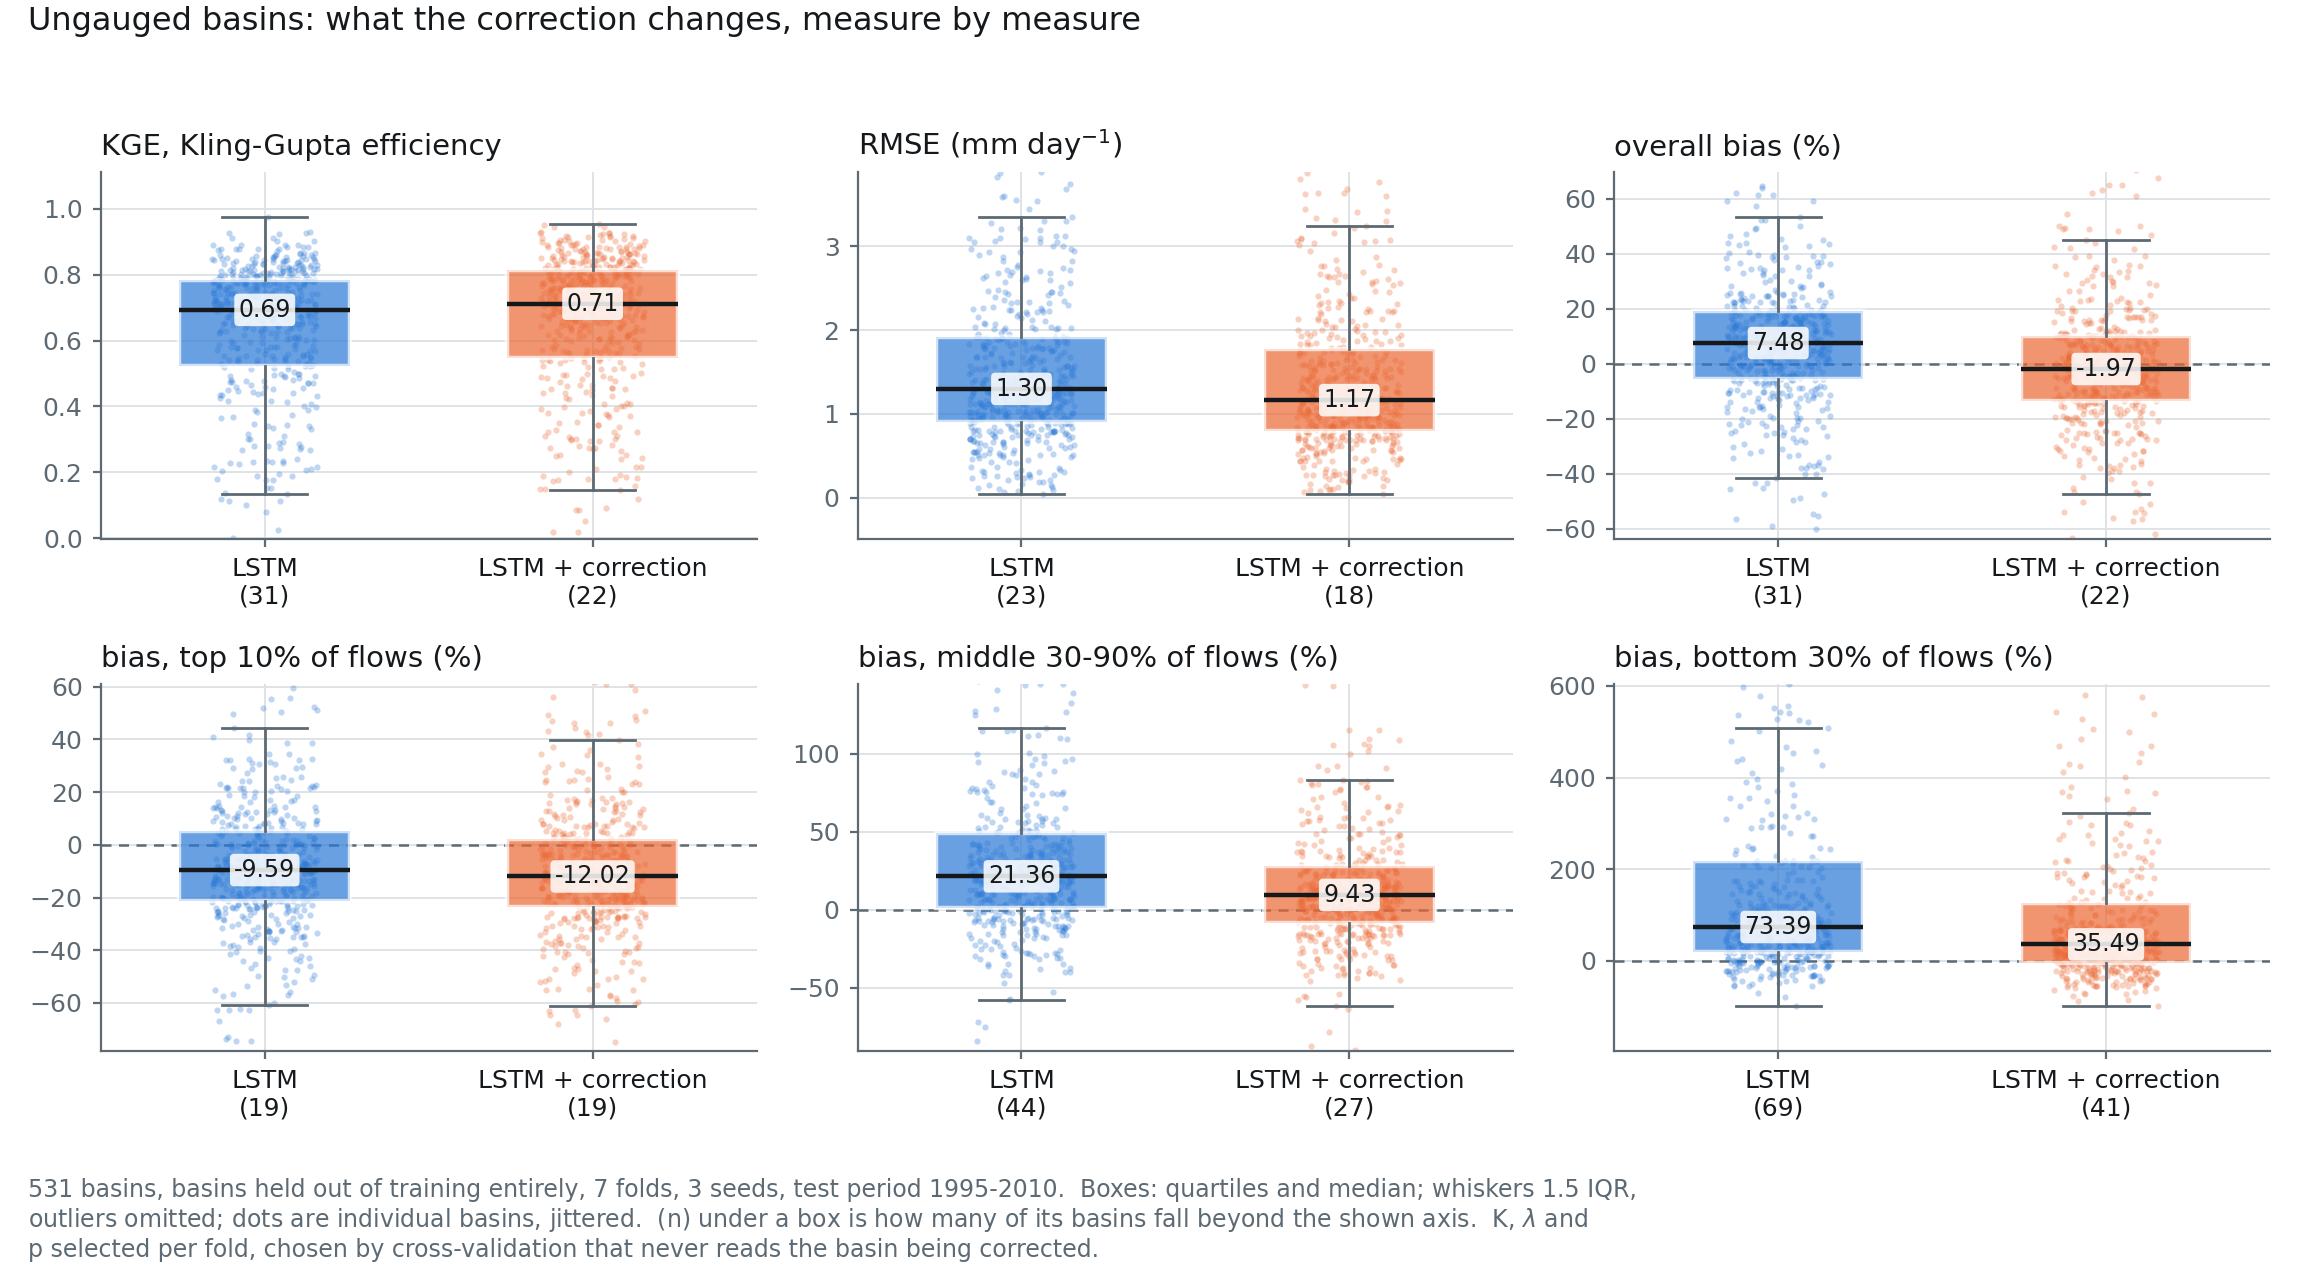 Ungauged basins: what the correction changes, measure by measure
KGE, Kling-Gupta efficiency
1.0
0.8
0.6
0.4
0.2
0.0
0.69
0.71
LSTM
(31)
LSTM + correction
(22)
RMSE (mm day⁻¹)
3
2
1
0
1.30
1.17
LSTM
(23)
LSTM + correction
(18)
overall bias (%)
60
40
20
0
−20
−40
−60
7.48
-1.97
LSTM
(31)
LSTM + correction
(22)
bias, top 10% of flows (%)
60
40
20
0
−20
−40
−60
-9.59
-12.02
LSTM
(19)
LSTM + correction
(19)
bias, middle 30-90% of flows (%)
100
50
0
−50
21.36
9.43
LSTM
(44)
LSTM + correction
(27)
bias, bottom 30% of flows (%)
600
400
200
0
73.39
35.49
LSTM
(69)
LSTM + correction
(41)
531 basins, basins held out of training entirely, 7 folds, 3 seeds, test period 1995-2010.  Boxes: quartiles and median; whiskers 1.5 IQR,
outliers omitted; dots are individual basins, jittered.  (n) under a box is how many of its basins fall beyond the shown axis.  K, λ and
p selected per fold, chosen by cross-validation that never reads the basin being corrected.